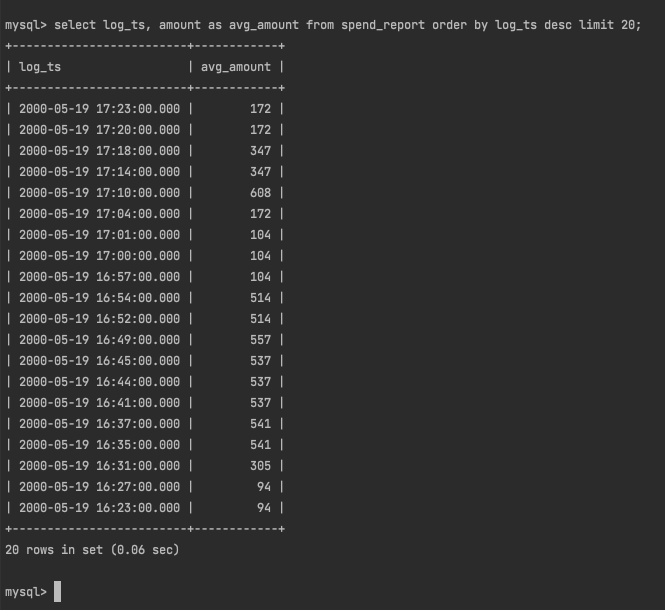 mysql> select log_ts, amount as avg_amount from spend_report order by log_ts desc limit 20;
+-------------------------+------------+
| log_ts                  | avg_amount |
+-------------------------+------------+
| 2000-05-19 17:23:00.000 |        172 |
| 2000-05-19 17:20:00.000 |        172 |
| 2000-05-19 17:18:00.000 |        347 |
| 2000-05-19 17:14:00.000 |        347 |
| 2000-05-19 17:10:00.000 |        608 |
| 2000-05-19 17:04:00.000 |        172 |
| 2000-05-19 17:01:00.000 |        104 |
| 2000-05-19 17:00:00.000 |        104 |
| 2000-05-19 16:57:00.000 |        104 |
| 2000-05-19 16:54:00.000 |        514 |
| 2000-05-19 16:52:00.000 |        514 |
| 2000-05-19 16:49:00.000 |        557 |
| 2000-05-19 16:45:00.000 |        537 |
| 2000-05-19 16:44:00.000 |        537 |
| 2000-05-19 16:41:00.000 |        537 |
| 2000-05-19 16:37:00.000 |        541 |
| 2000-05-19 16:35:00.000 |        541 |
| 2000-05-19 16:31:00.000 |        305 |
| 2000-05-19 16:27:00.000 |         94 |
| 2000-05-19 16:23:00.000 |         94 |
+-------------------------+------------+
20 rows in set (0.06 sec)
mysql>